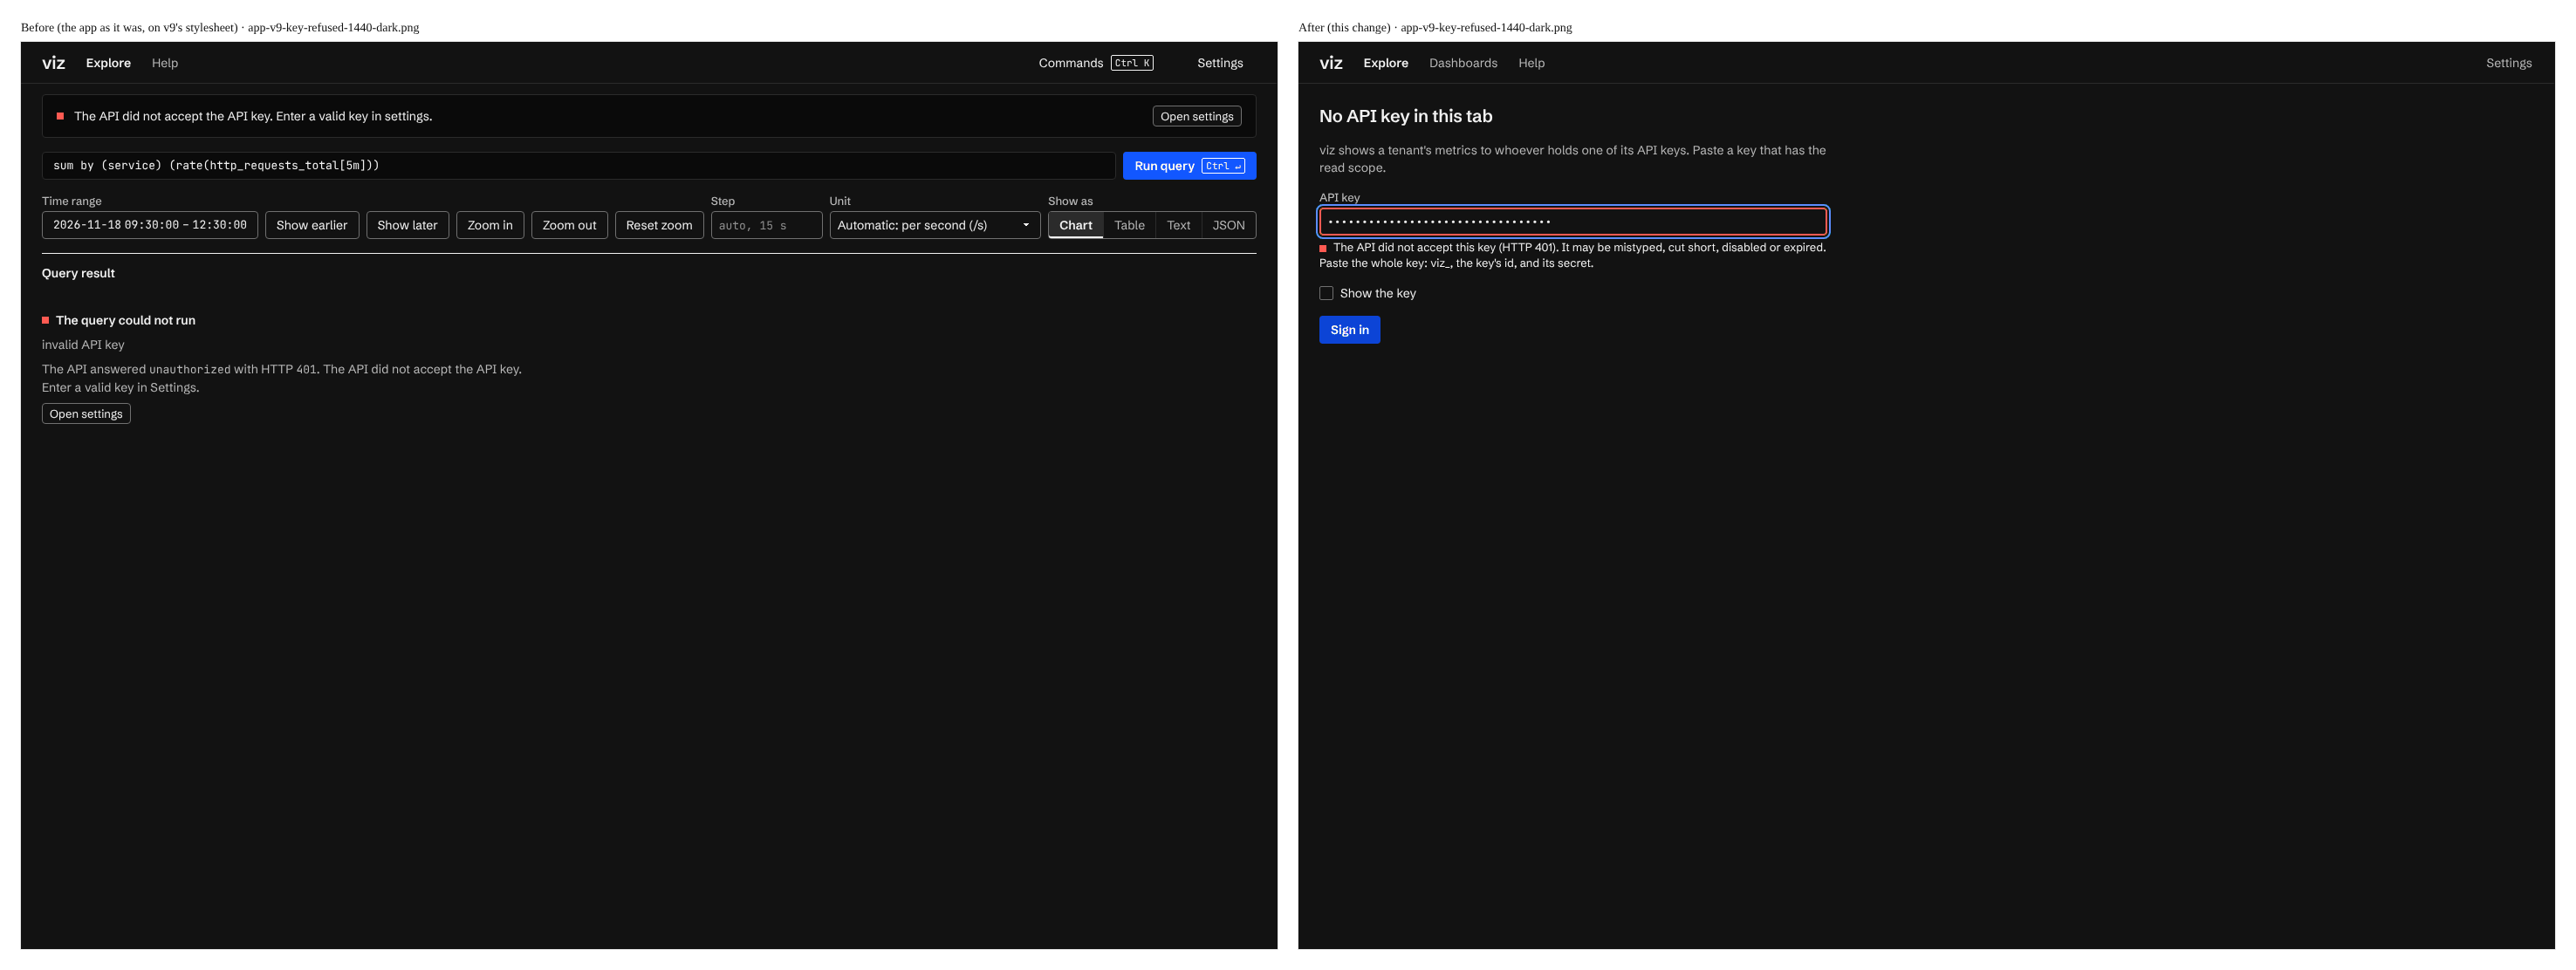 Before (the app as it was, on v9's stylesheet) · app-v9-key-refused-1440-dark.png
viz Explore Help Commands Ctrl K Settings
The API did not accept the API key. Enter a valid key in settings. Open settings
sum by (service) (rate(http_requests_total[5m])) Run query Ctrl ↵
Time range Step Unit Show as
2026-11-18 09:30:00 – 12:30:00 Show earlier Show later Zoom in Zoom out Reset zoom auto, 15 s Automatic: per second (/s) Chart Table Text JSON
Query result
The query could not run
invalid API key
The API answered unauthorized with HTTP 401. The API did not accept the API key.
Enter a valid key in Settings.
Open settings
After (this change) · app-v9-key-refused-1440-dark.png
viz Explore Dashboards Help Settings
No API key in this tab
viz shows a tenant's metrics to whoever holds one of its API keys. Paste a key that has the
read scope.
API key
The API did not accept this key (HTTP 401). It may be mistyped, cut short, disabled or expired.
Paste the whole key: viz_, the key's id, and its secret.
Show the key
Sign in